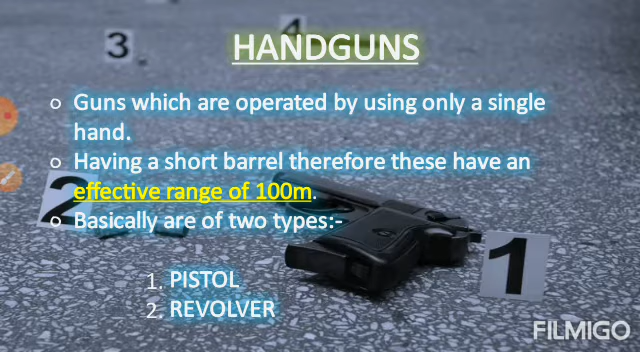 3
4
HANDGUNS
Guns which are operated by using only a single
hand.
Having a short barrel therefore these have an
effective range of 100m.
2
Basically are of two types:-
1
1. PISTOL
2. REVOLVER
FILMIGO